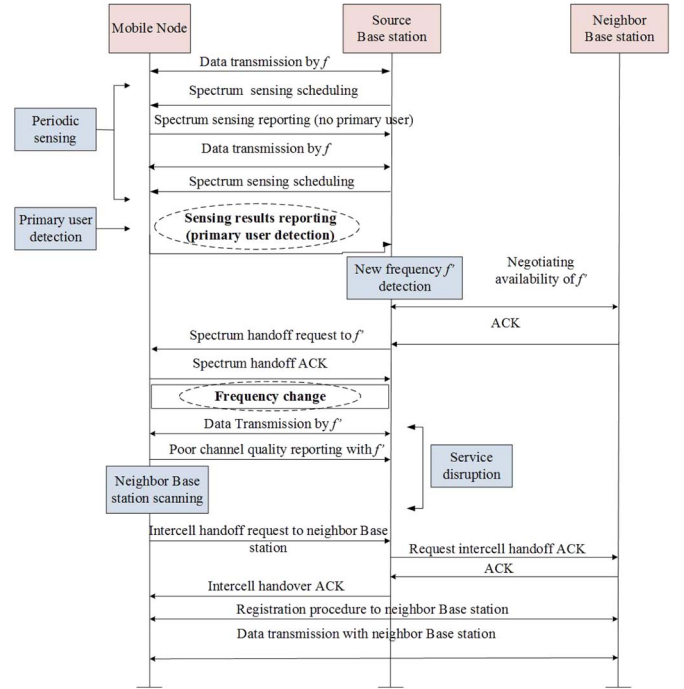 Mobile Node
Source
Base station
Neighbor
Base station
Data transmission by f
Spectrum sensing scheduling
Periodic
sensing
Spectrum sensing reporting (no primary user)
Data transmission by f
Spectrum sensing scheduling
Primary user
detection
Sensing results reporting
(primary user detection)
New frequency f'
detection
Negotiating
availability of f'
ACK
Spectrum handoff request to f'
Spectrum handoff ACK
Frequency change
Data Transmission by f'
Poor channel quality reporting with f'
Service
disruption
Neighbor Base
station scanning
Intercell handoff request to neighbor Base
station
Request intercell handoff ACK
ACK
Intercell handover ACK
Registration procedure to neighbor Base station
Data transmission with neighbor Base station